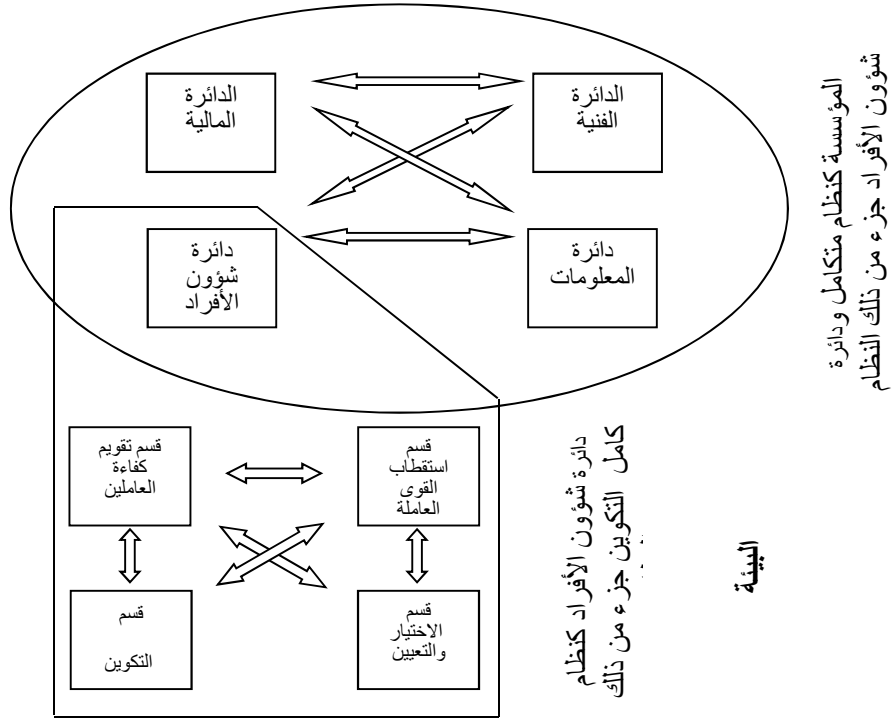 الدائرة
الفنية
الدائرة
المالية
دائرة
المعلومات
دائرة
شؤون
الأفراد
المؤسسة كنظام متكامل ودائرة
شؤون الأفراد جزء من ذلك النظام
قسم
استقطاب
القوى
العاملة
قسم تقويم
كفاءة
العاملين
قسم
الاختيار
والتعيين
قسم
التكوين
دائرة شؤون الأفراد كنظام
كامل التكوين جزء من ذلك
البيئة